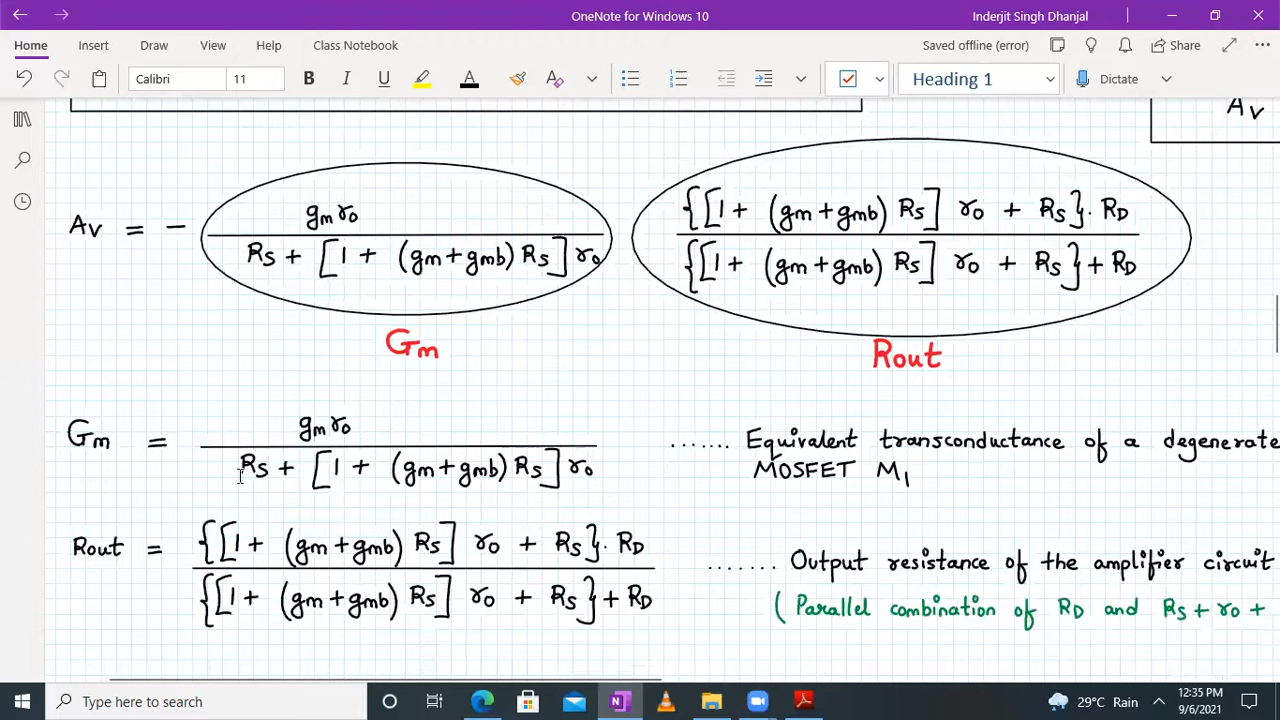 OneNote for Windows 10
Inderjit Singh Dhanjal
Home Insert Draw View Help Class Notebook
Saved offline (error)
Share
Calibri 11 B I U A
Heading 1
Dictate
Av
Av = - gm ro / Rs + [1 + (gm+gmb) Rs] ro {[1 + (gm+gmb) Rs] ro + Rs}. RD / {[1 + (gm+gmb) Rs] ro + Rs} + RD
Gm
Rout
Gm = gm ro / Rs + [1 + (gm+gmb) Rs] ro ....... Equivalent transconductance of a degenerate
MOSFET M1
Rout = {[1 + (gm+gmb) Rs] ro + Rs}. RD / {[1 + (gm+gmb) Rs] ro + Rs} + RD ....... Output resistance of the amplifier circuit
( Parallel combination of RD and Rs + ro +
Type here to search
29°C Rain
12:35 PM
9/6/2021